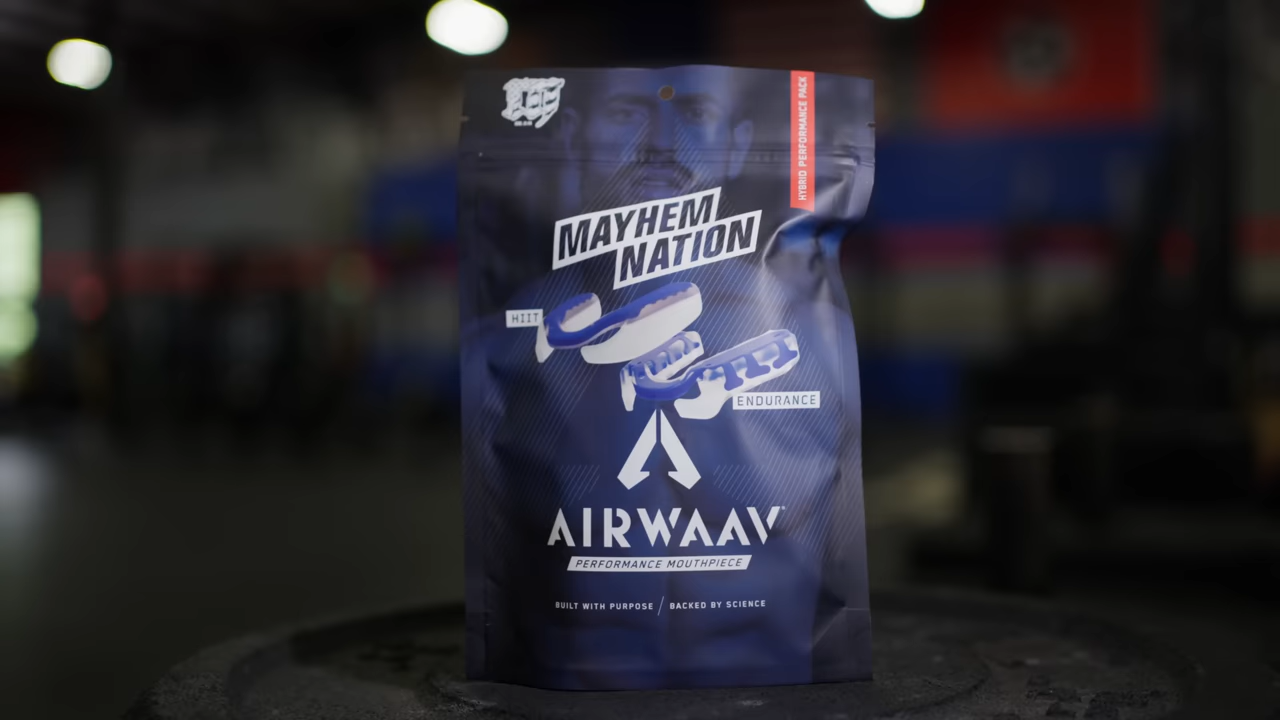 HYBRID PERFORMANCE PACK
MAYHEM
NATION
HIIT
ENDURANCE
AIRWAAV
PERFORMANCE MOUTHPIECE
BUILT WITH PURPOSE / BACKED BY SCIENCE